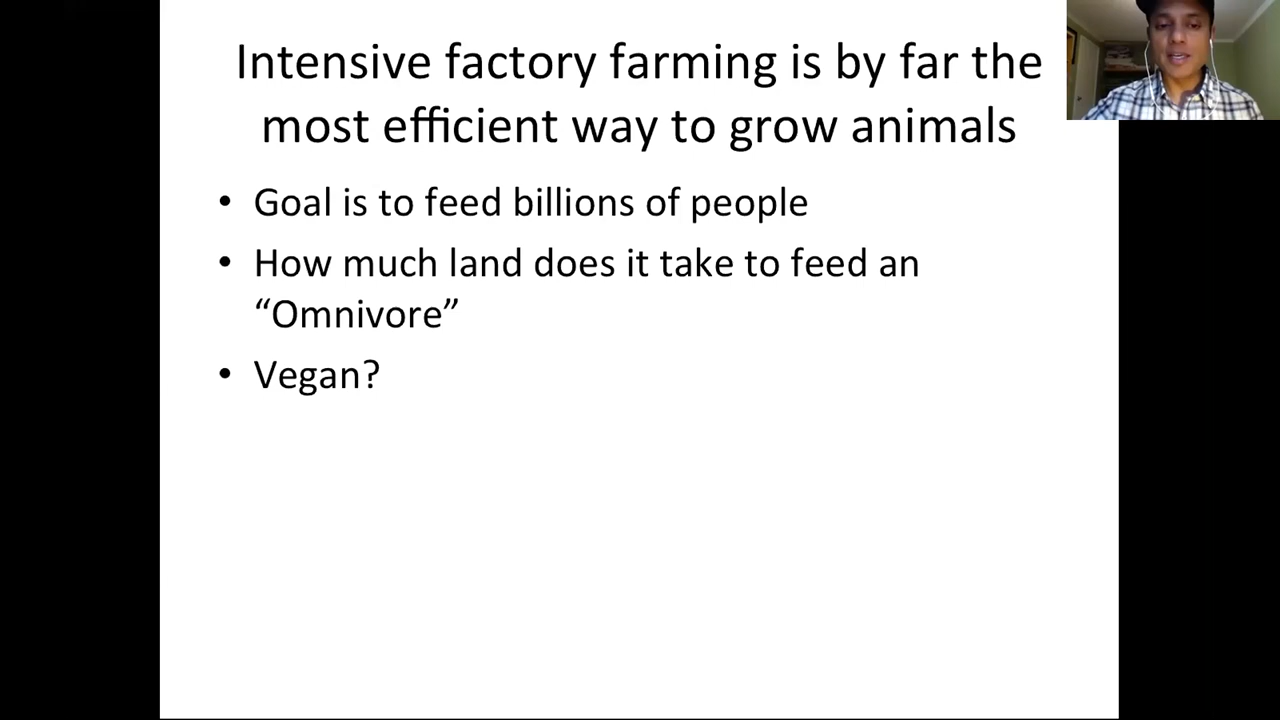 Intensive factory farming is by far the
most efficient way to grow animals
• Goal is to feed billions of people
• How much land does it take to feed an
“Omnivore”
• Vegan?